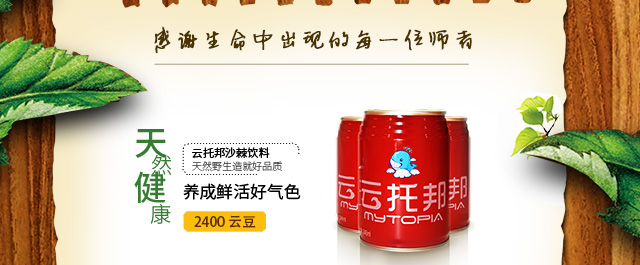 感谢生命中出现的每一位师者
天然健康
云托邦沙棘饮料
天然野生造就好品质
养成鲜活好气色
2400 云豆
云托邦
MYTOPIA
邦